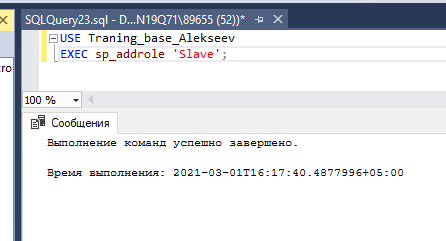 SQLQuery23.sql - D...N19Q71\89655 (52))*
USE Traning_base_Alekseev
EXEC sp_addrole 'Slave';
100 %
Сообщения
Выполнение команд успешно завершено.
Время выполнения: 2021-03-01T16:17:40.4877996+05:00